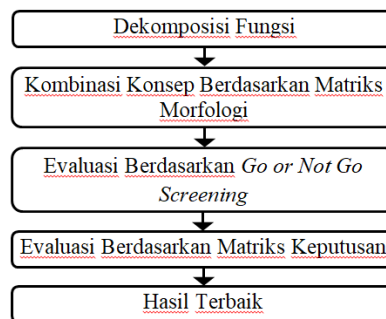 Dekomposisi Fungsi
Kombinasi Konsep Berdasarkan Matriks
Morfologi
Evaluasi Berdasarkan Go or Not Go
Screening
Evaluasi Berdasarkan Matriks Keputusan
Hasil Terbaik